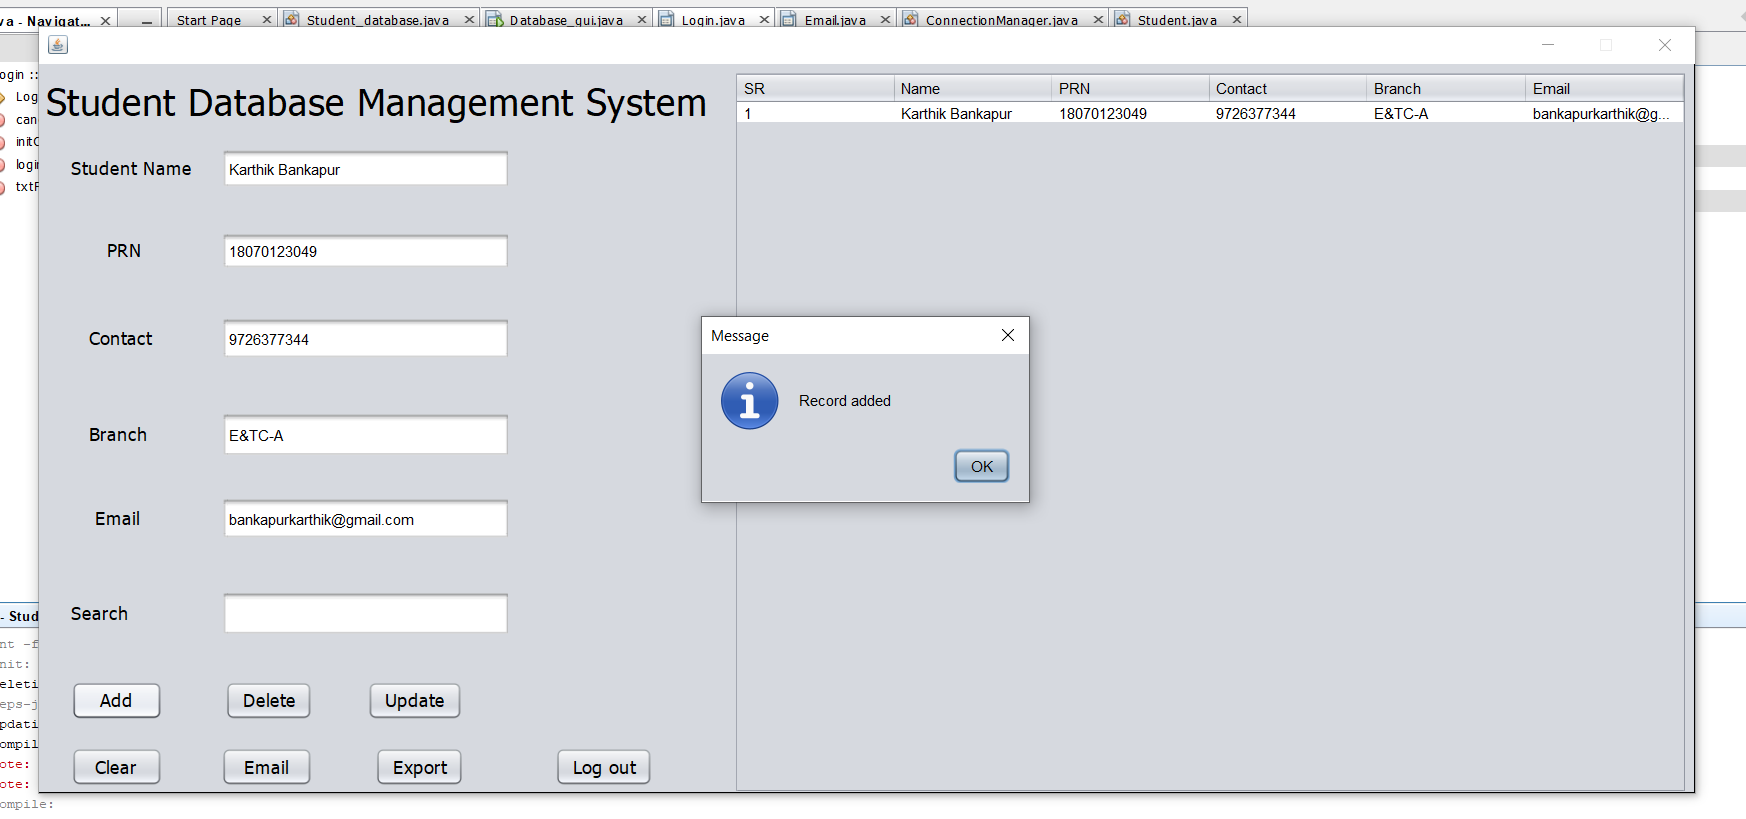 va - Navigat...
Start Page
Student_database.java
Database_gui.java
Login.java
Email.java
ConnectionManager.java
Student.java
ogin ::
Log
can
initC
login
txtF
Student Database Management System
Student Name
Karthik Bankapur
PRN
18070123049
Contact
9726377344
Branch
E&TC-A
Email
bankapurkarthik@gmail.com
Search
Add Delete Update
Clear Email Export Log out
SR Name PRN Contact Branch Email
1 Karthik Bankapur 18070123049 9726377344 E&TC-A bankapurkarthik@g...
Message
Record added
OK
- Stud
nt -f
nit:
eleti
eps-j
pdati
ompil
ote:
ote:
ompile: